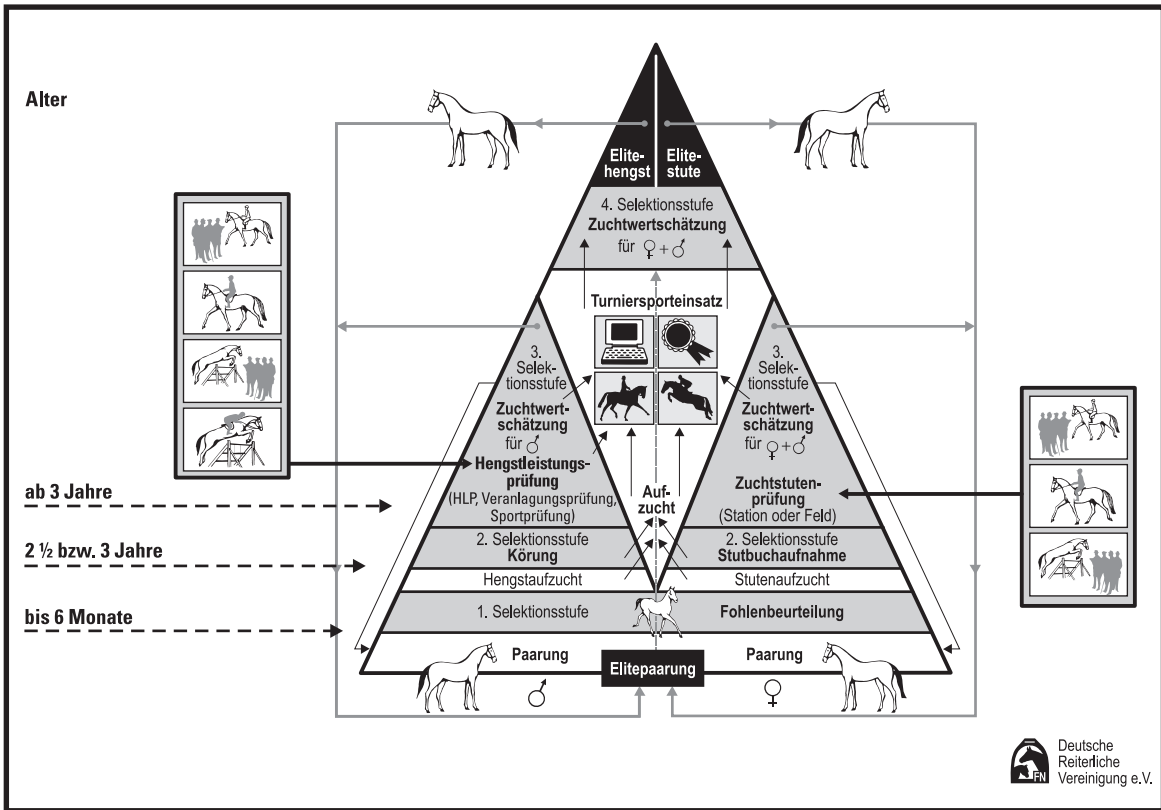 Alter
Elite-
hengst
Elite-
stute
4. Selektionsstufe
Zuchtwertschätzung
für ♀ + ♂
Turniersporteinsatz
3.
Selek-
tionsstufe
Zuchtwert-
schätzung
für ♂
Hengstleistungs-
prüfung
(HLP, Veranlagungsprüfung,
Sportprüfung)
3.
Selek-
tionsstufe
Zuchtwert-
schätzung
für ♀+♂
Zuchtstuten-
prüfung
(Station oder Feld)
Auf-
zucht
ab 3 Jahre
2. Selektionsstufe
Körung
2. Selektionsstufe
Stutbuchaufnahme
2 ½ bzw. 3 Jahre
Hengstaufzucht
Stutenaufzucht
bis 6 Monate
1. Selektionsstufe
Fohlenbeurteilung
Paarung
Elitepaarung
Paarung
♂
♀
FN
Deutsche
Reiterliche
Vereinigung e.V.